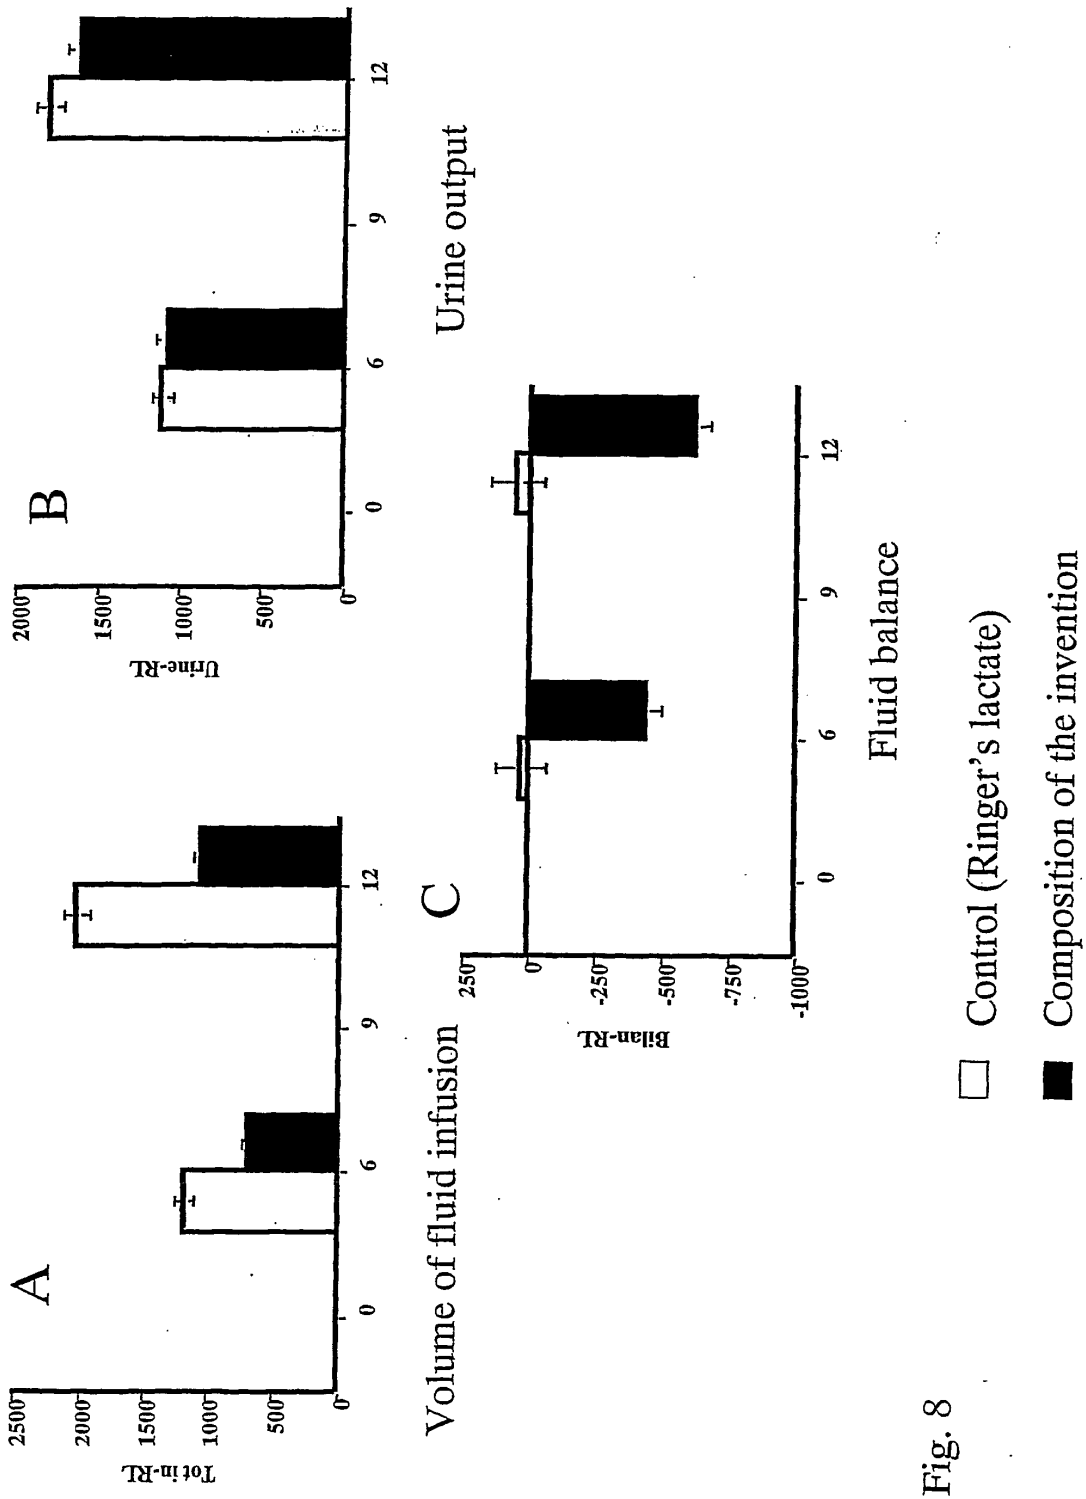 A
2500
2000
1500
1000
500
0
Tot in-RL
0
6
9
12
Volume of fluid infusion
B
2000
1500
1000
500
0
Urine-RL
0
6
9
12
Urine output
C
250
0
-250
-500
-750
-1000
Bilan-RL
0
6
9
12
Fluid balance
Control (Ringer's lactate)
Composition of the invention
Fig. 8